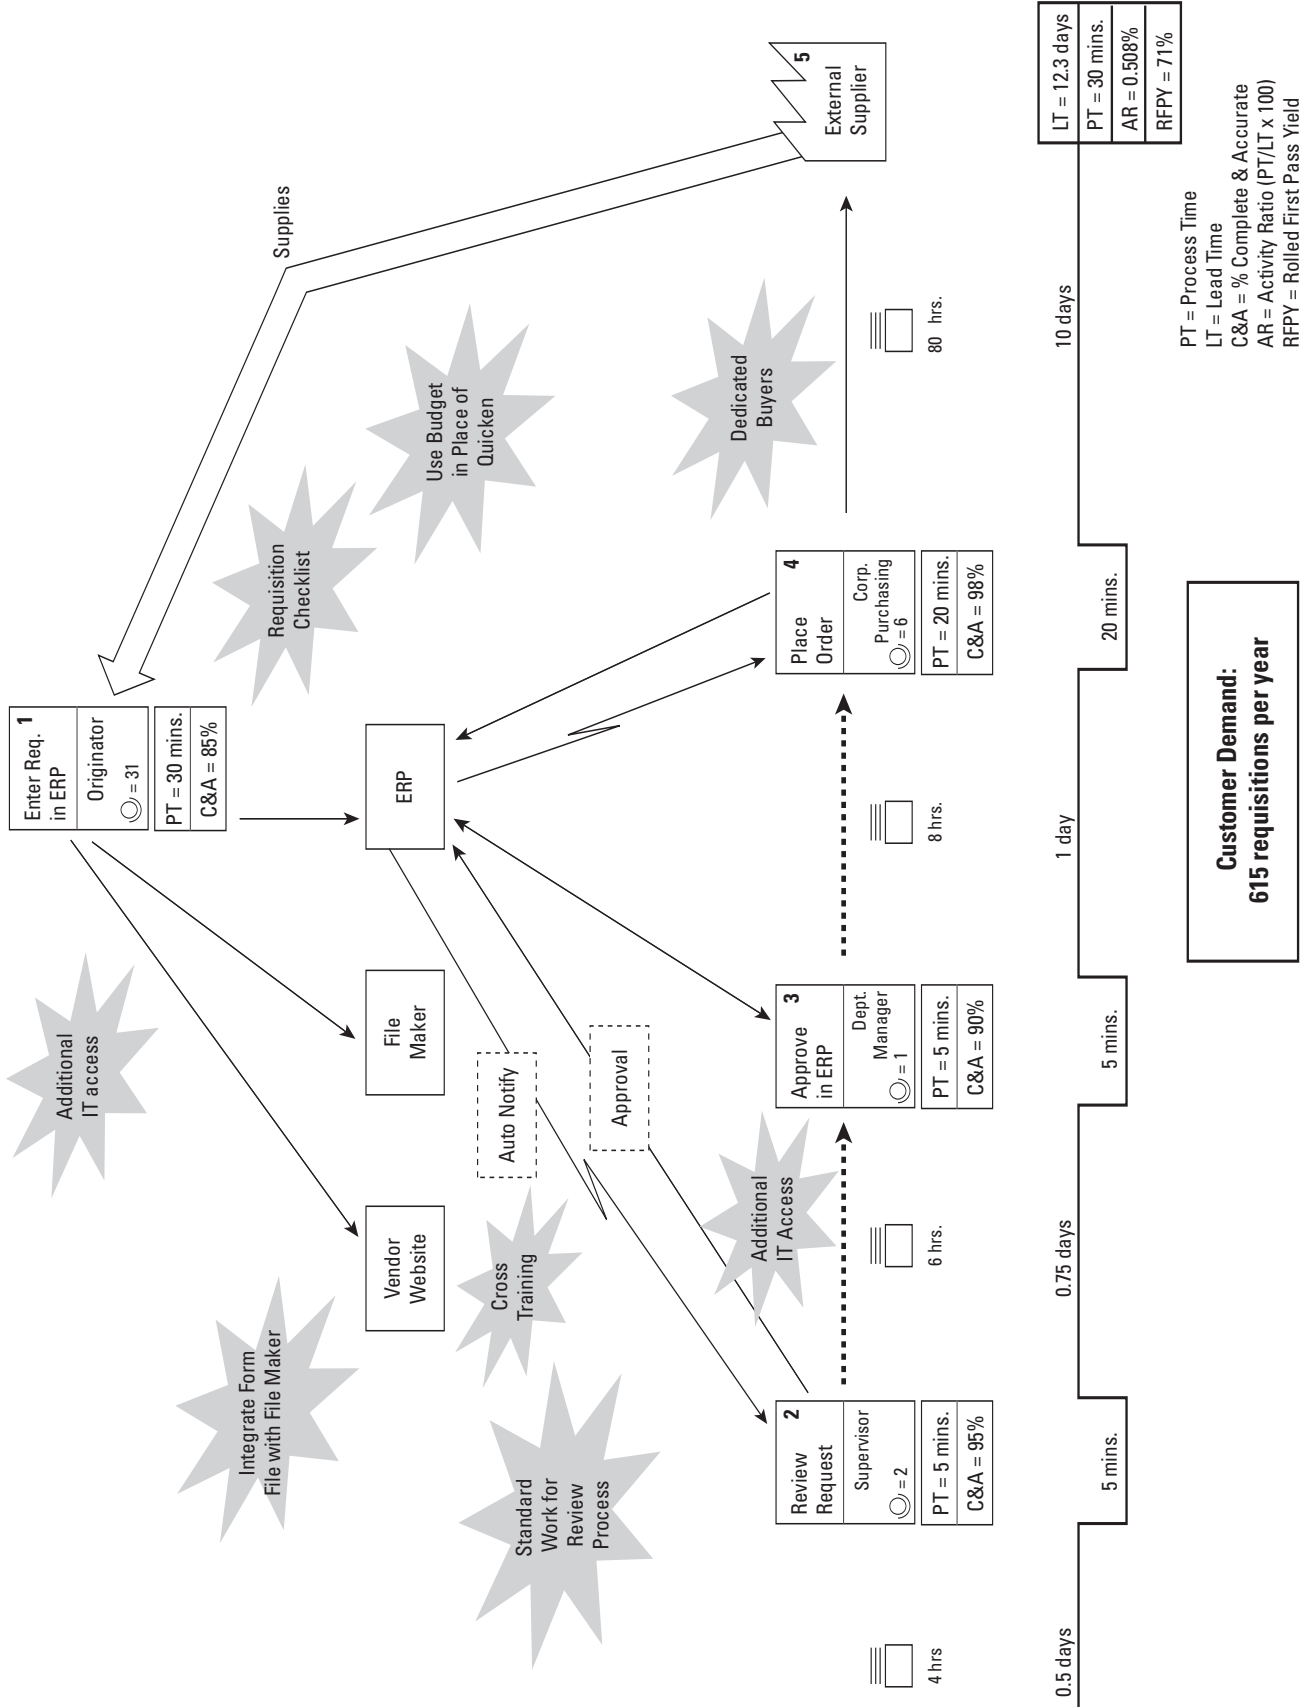 Enter Req. 1
in ERP
Originator
= 31
PT = 30 mins.
C&A = 85%
Supplies
Additional
IT access
Requisition
Checklist
Integrate Form
File with File Maker
Vendor
Website
File
Maker
ERP
Use Budget
in Place of
Quicken
Cross
Training
Auto Notify
Standard
Work for
Review
Process
Approval
Additional
IT Access
Dedicated
Buyers
4 hrs
2
Review
Request
Supervisor
= 2
PT = 5 mins.
C&A = 95%
6 hrs.
3
Approve
in ERP
Dept.
Manager
= 1
PT = 5 mins.
C&A = 90%
8 hrs.
4
Place
Order
Corp.
Purchasing
= 6
PT = 20 mins.
C&A = 98%
80 hrs.
5
External
Supplier
0.5 days
5 mins.
0.75 days
5 mins.
1 day
20 mins.
10 days
LT = 12.3 days
PT = 30 mins.
AR = 0.508%
RFPY = 71%
Customer Demand:
615 requisitions per year
PT = Process Time
LT = Lead Time
C&A = % Complete & Accurate
AR = Activity Ratio (PT/LT x 100)
RFPY = Rolled First Pass Yield